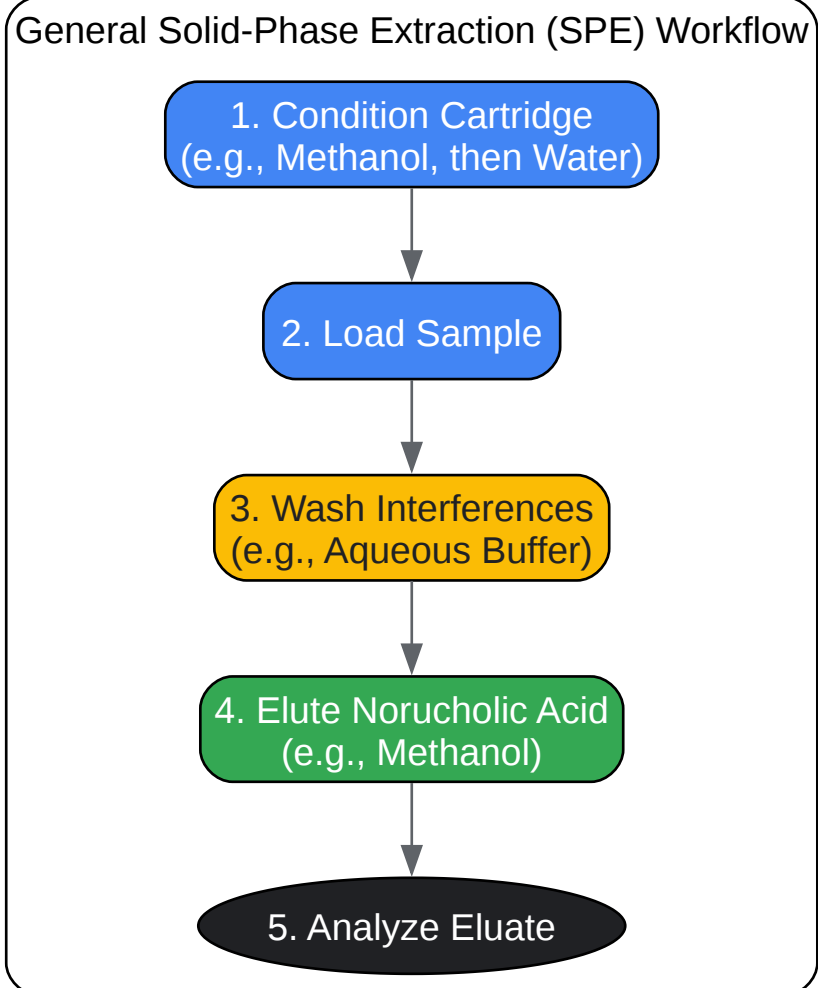 General Solid-Phase Extraction (SPE) Workflow
1. Condition Cartridge
(e.g., Methanol, then Water)
2. Load Sample
3. Wash Interferences
(e.g., Aqueous Buffer)
4. Elute Norucholic Acid
(e.g., Methanol)
5. Analyze Eluate